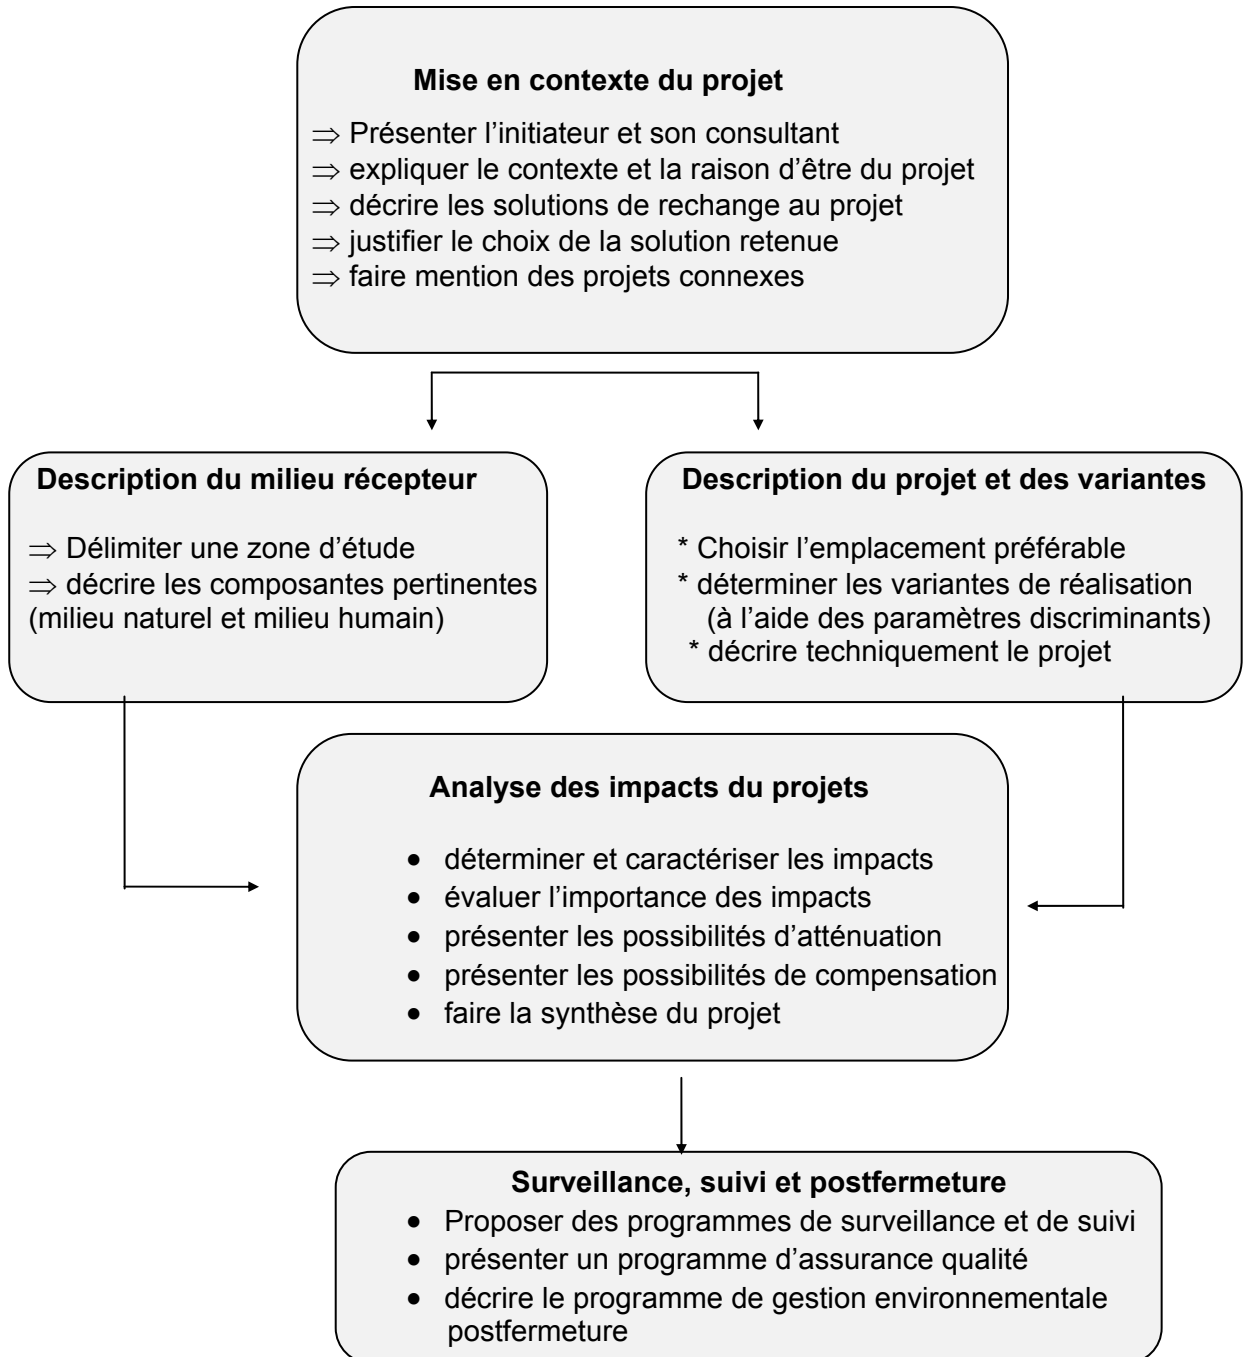 Mise en contexte du projet
⇒ Présenter l’initiateur et son consultant
⇒ expliquer le contexte et la raison d’être du projet
⇒ décrire les solutions de rechange au projet
⇒ justifier le choix de la solution retenue
⇒ faire mention des projets connexes
Description du milieu récepteur
⇒ Délimiter une zone d’étude
⇒ décrire les composantes pertinentes
(milieu naturel et milieu humain)
Description du projet et des variantes
* Choisir l’emplacement préférable
* déterminer les variantes de réalisation
(à l’aide des paramètres discriminants)
* décrire techniquement le projet
Analyse des impacts du projets
• déterminer et caractériser les impacts
• évaluer l’importance des impacts
• présenter les possibilités d’atténuation
• présenter les possibilités de compensation
• faire la synthèse du projet
Surveillance, suivi et postfermeture
• Proposer des programmes de surveillance et de suivi
• présenter un programme d’assurance qualité
• décrire le programme de gestion environnementale
postfermeture